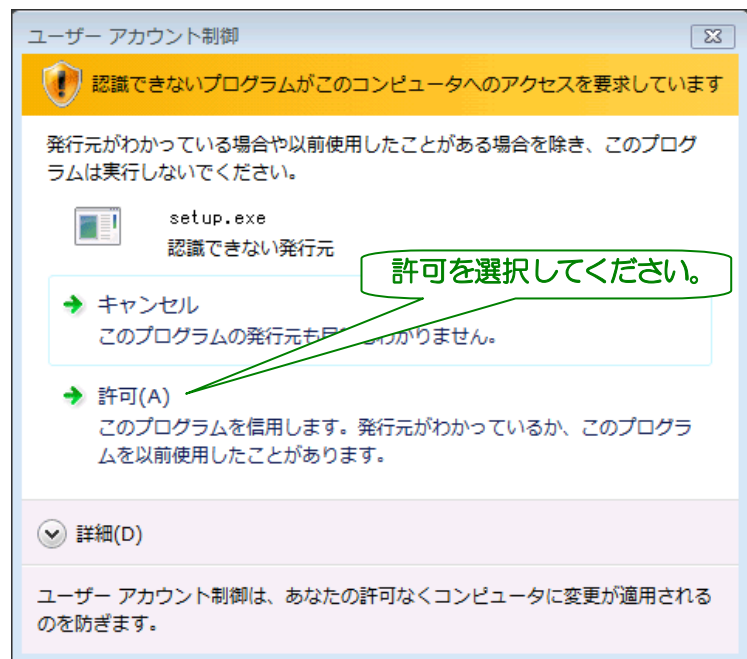 ユーザー アカウント制御
認識できないプログラムがこのコンピュータへのアクセスを要求しています
発行元がわかっている場合や以前使用したことがある場合を除き、このプログ
ラムは実行しないでください。
setup.exe
認識できない発行元
許可を選択してください。
キャンセル
このプログラムの発行元も わかりません。
許可(A)
このプログラムを信用します。発行元がわかっているか、このプログラ
ムを以前使用したことがあります。
詳細(D)
ユーザー アカウント制御は、あなたの許可なくコンピュータに変更が適用される
のを防ぎます。